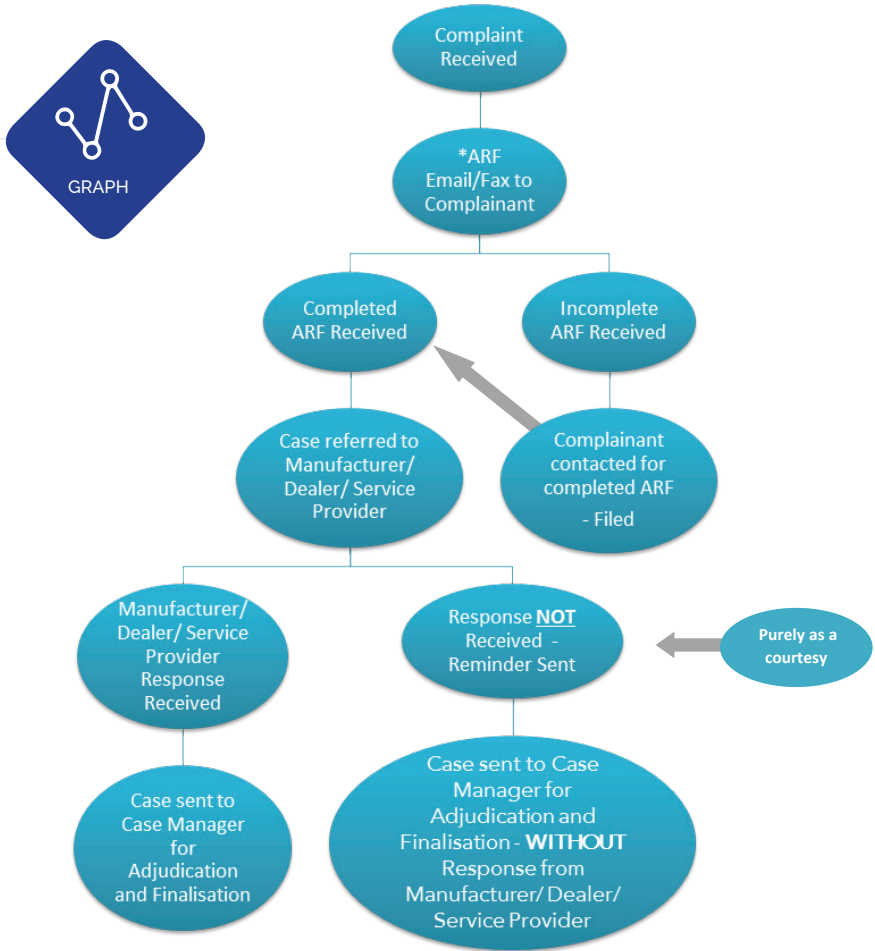 Complaint
Received
GRAPH
*ARF
Email/Fax to
Complainant
Completed
ARF Received
Incomplete
ARF Received
Case referred to
Manufacturer/
Dealer/ Service
Provider
Complainant
contacted for
completed ARF
- Filed
Manufacturer/
Dealer/ Service
Provider
Response
Received
Response NOT
Received -
Reminder Sent
Purely as a
courtesy
Case sent to
Case Manager
for
Adjudication
and Finalisation
Case sent to Case
Manager for
Adjudication and
Finalisation - WITHOUT
Response from
Manufacturer/ Dealer/
Service Provider